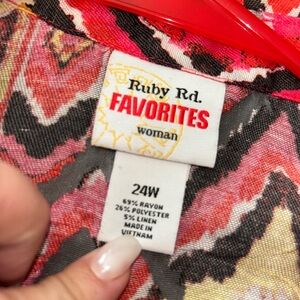 Ruby Rd.
FAVORITES
woman
24W
69% RAYON
26% POLYESTER
5% LINEN
MADE IN
VIETNAM